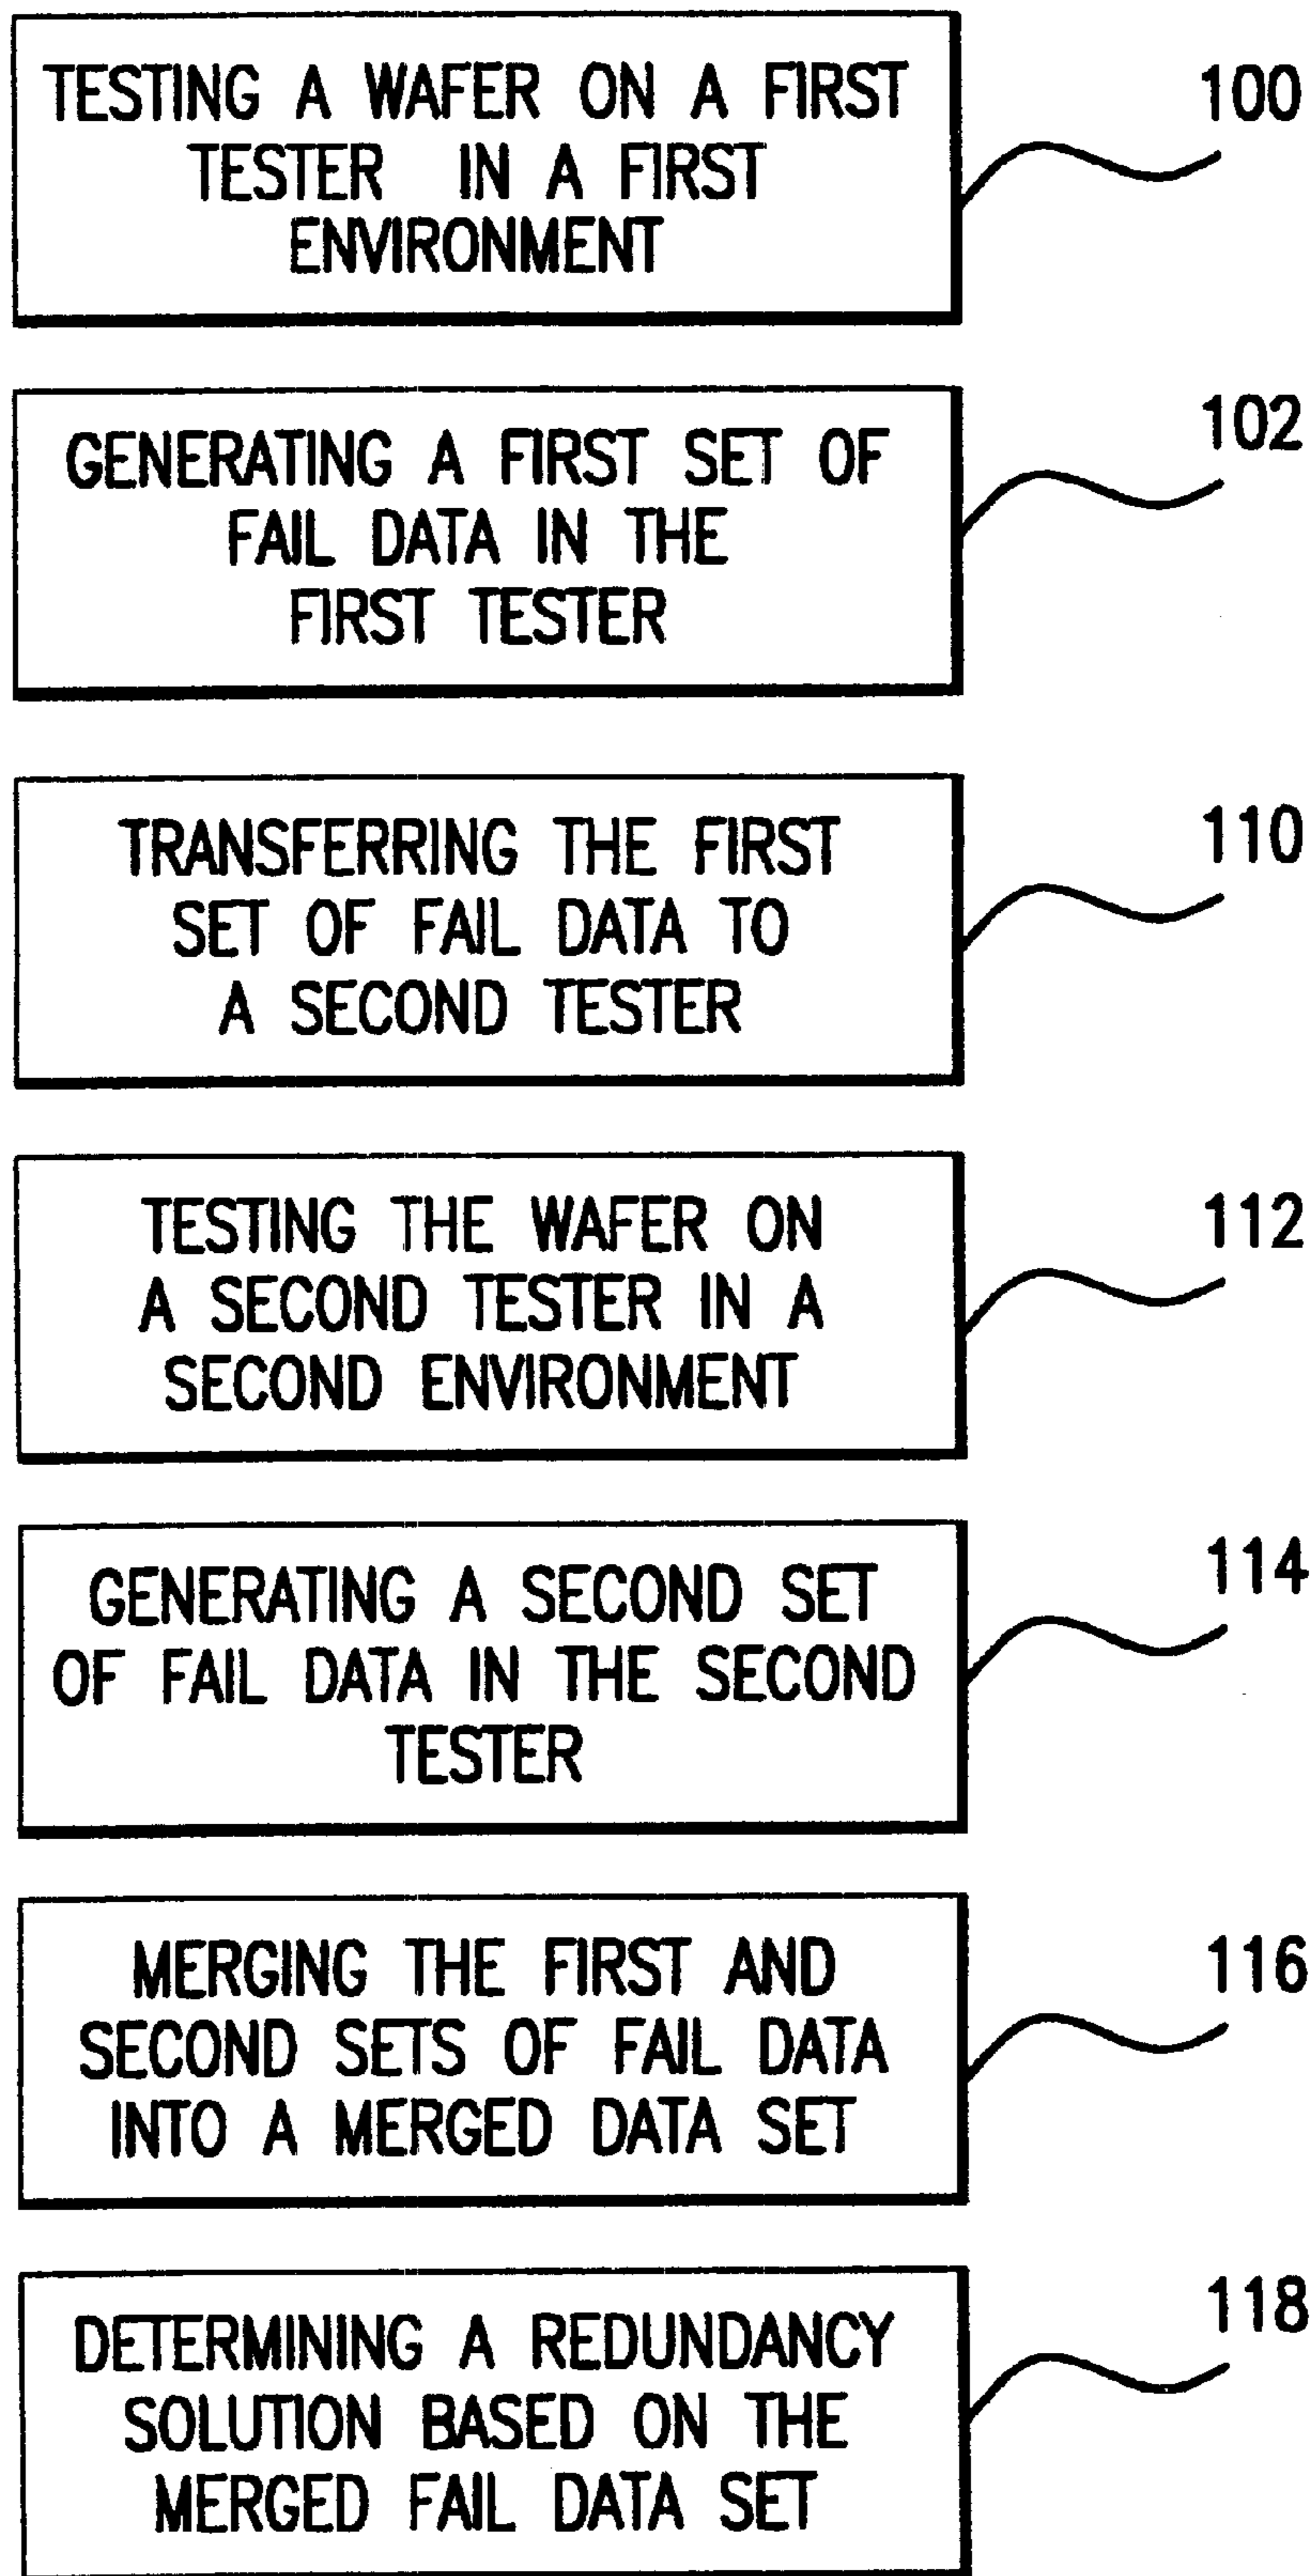 TESTING A WAFER ON A FIRST
TESTER IN A FIRST
ENVIRONMENT
100
GENERATING A FIRST SET OF
FAIL DATA IN THE
FIRST TESTER
102
TRANSFERRING THE FIRST
SET OF FAIL DATA TO
A SECOND TESTER
110
TESTING THE WAFER ON
A SECOND TESTER IN A
SECOND ENVIRONMENT
112
GENERATING A SECOND SET
OF FAIL DATA IN THE SECOND
TESTER
114
MERGING THE FIRST AND
SECOND SETS OF FAIL DATA
INTO A MERGED DATA SET
116
DETERMINING A REDUNDANCY
SOLUTION BASED ON THE
MERGED FAIL DATA SET
118